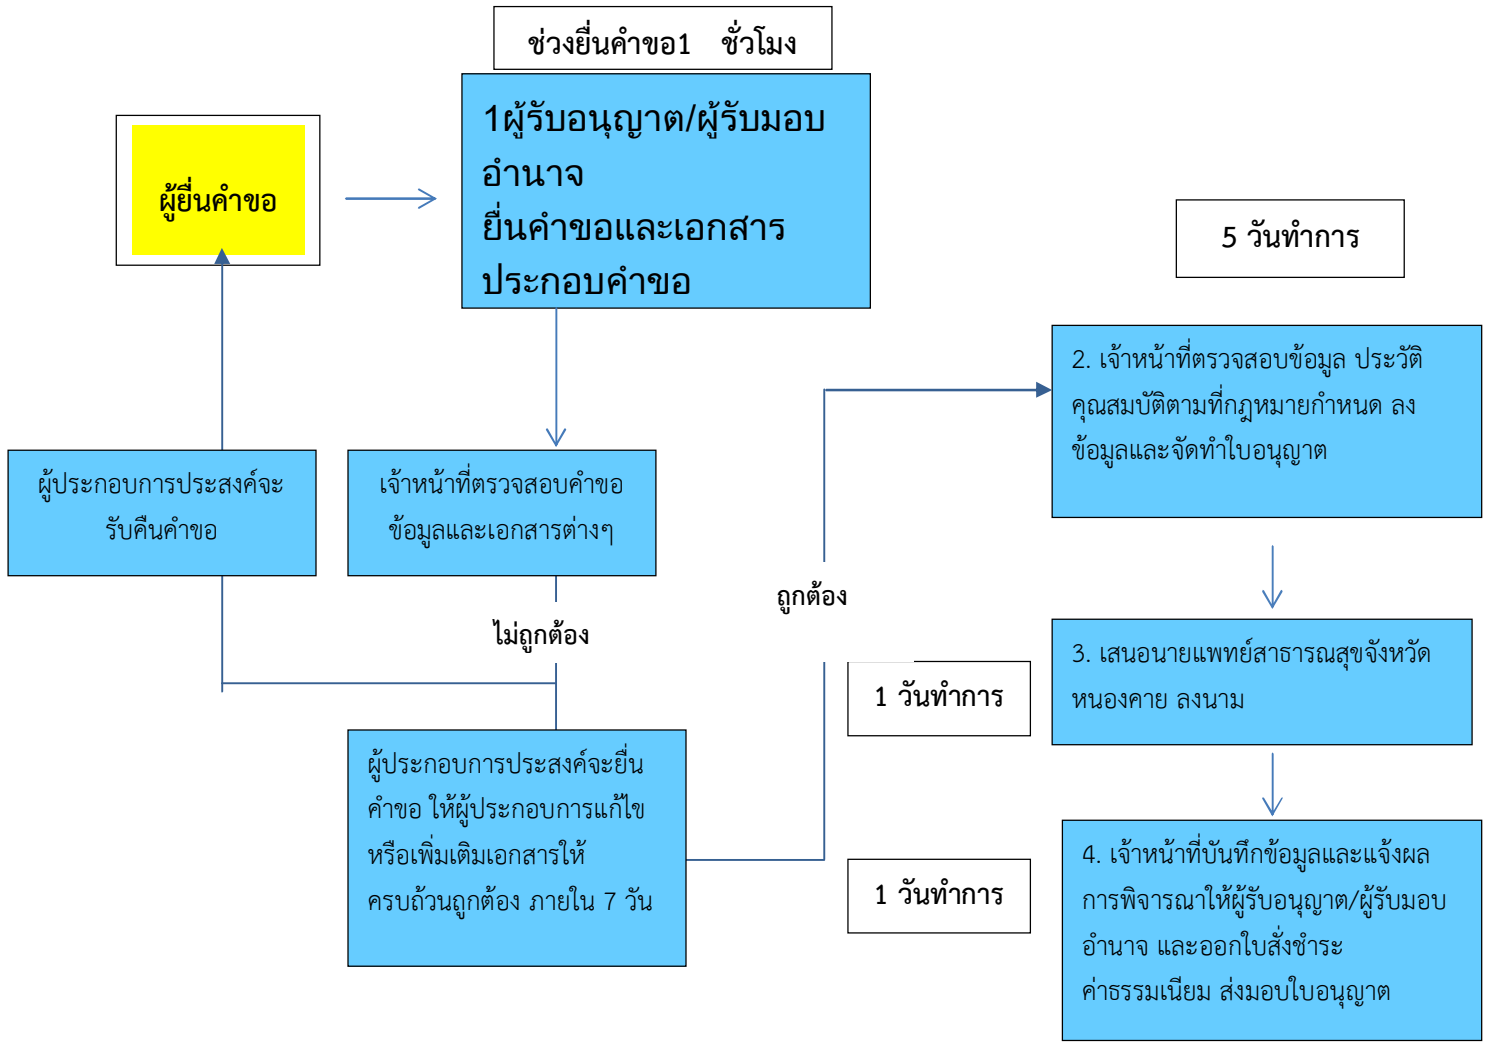 ช่วงยื่นคำขอ1 ชั่วโมง
1ผู้รับอนุญาต/ผู้รับมอบ
อำนาจ
ยื่นคำขอและเอกสาร
ประกอบคำขอ
ผู้ยื่นคำขอ
5 วันทำการ
2. เจ้าหน้าที่ตรวจสอบข้อมูล ประวัติ
คุณสมบัติตามที่กฎหมายกำหนด ลง
ข้อมูลและจัดทำใบอนุญาต
ผู้ประกอบการประสงค์จะ
รับคืนคำขอ
เจ้าหน้าที่ตรวจสอบคำขอ
ข้อมูลและเอกสารต่างๆ
ถูกต้อง
ไม่ถูกต้อง
1 วันทำการ
3. เสนอนายแพทย์สาธารณสุขจังหวัด
หนองคาย ลงนาม
ผู้ประกอบการประสงค์จะยื่น
คำขอ ให้ผู้ประกอบการแก้ไข
หรือเพิ่มเติมเอกสารให้
ครบถ้วนถูกต้อง ภายใน 7 วัน
1 วันทำการ
4. เจ้าหน้าที่บันทึกข้อมูลและแจ้งผล
การพิจารณาให้ผู้รับอนุญาต/ผู้รับมอบ
อำนาจ และออกใบสั่งชำระ
ค่าธรรมเนียม ส่งมอบใบอนุญาต